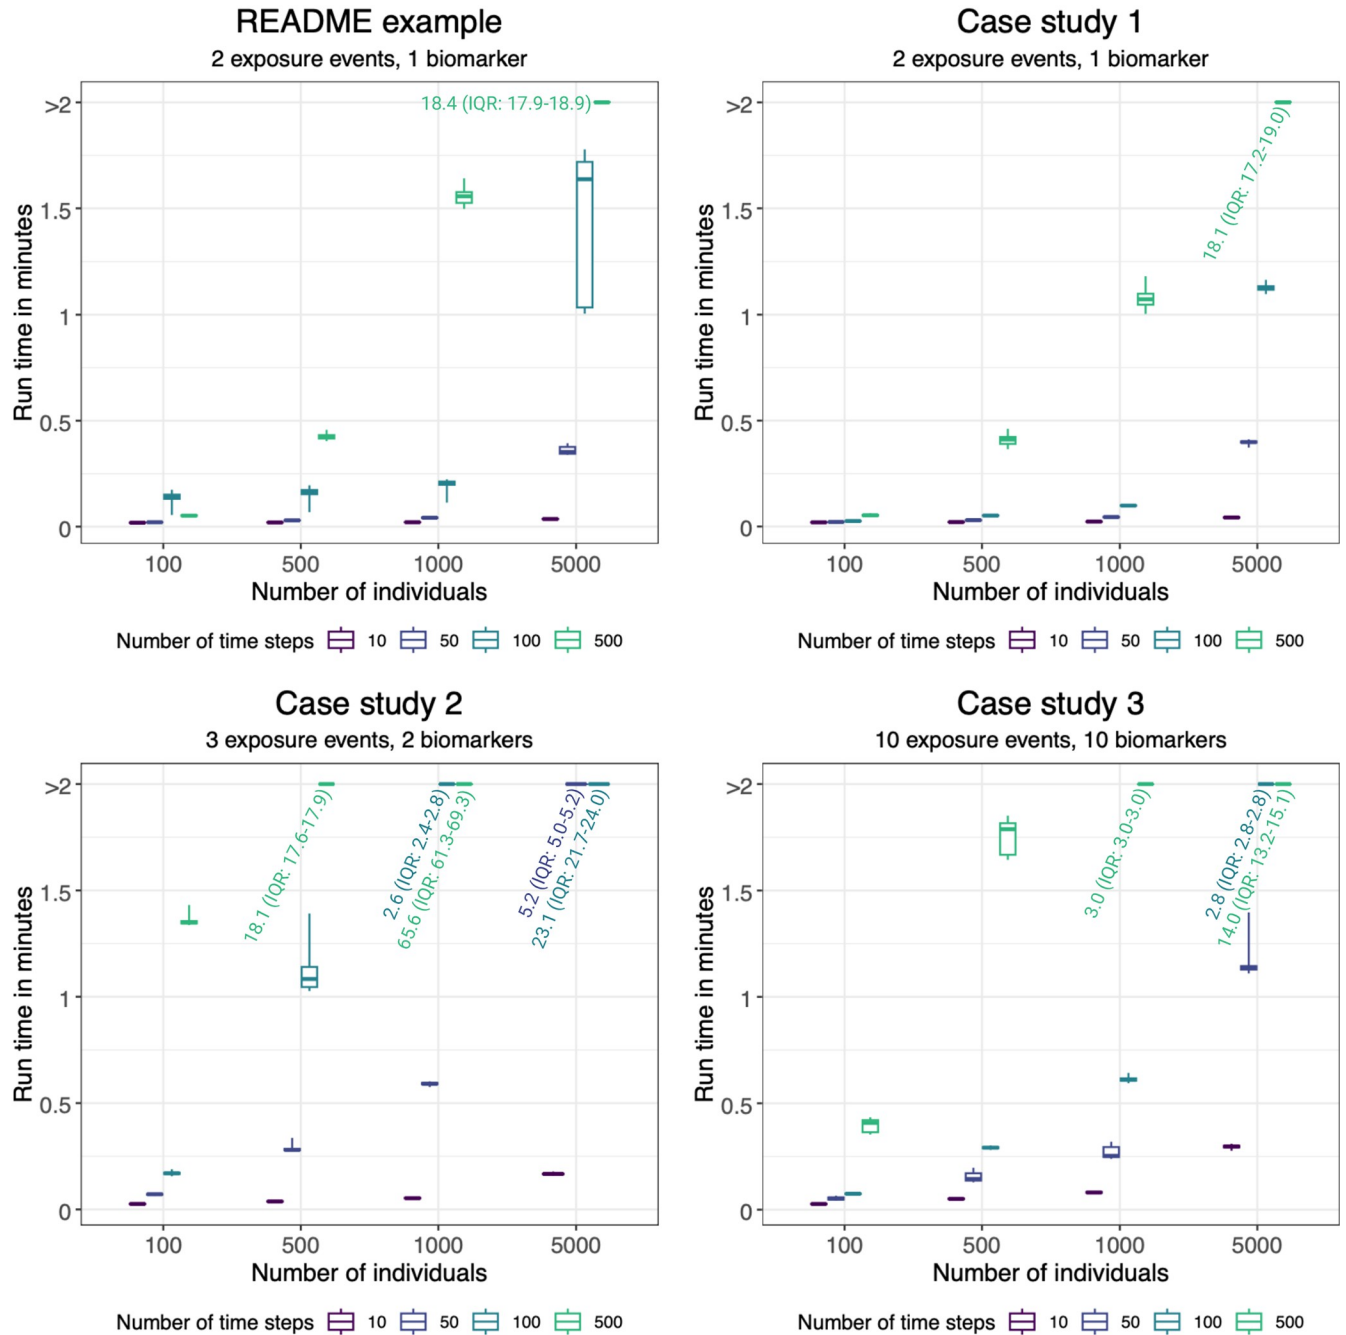 README example
2 exposure events, 1 biomarker
Run time in minutes
>2
1.5
1
0.5
0
18.4 (IQR: 17.9-18.9)
100 500 1000 5000
Number of individuals
Number of time steps 10 50 100 500
Case study 1
2 exposure events, 1 biomarker
Run time in minutes
>2
1.5
1
0.5
0
18.1 (IQR: 17.2-19.0)
100 500 1000 5000
Number of individuals
Number of time steps 10 50 100 500
Case study 2
3 exposure events, 2 biomarkers
Run time in minutes
>2
1.5
1
0.5
0
18.1 (IQR: 17.6-17.9)
2.6 (IQR: 2.4-2.8)
65.6 (IQR: 61.3-69.3)
5.2 (IQR: 5.0-5.2)
23.1 (IQR: 21.7-24.0)
100 500 1000 5000
Number of individuals
Number of time steps 10 50 100 500
Case study 3
10 exposure events, 10 biomarkers
Run time in minutes
>2
1.5
1
0.5
0
3.0 (IQR: 3.0-3.0)
2.8 (IQR: 2.8-2.8)
14.0 (IQR: 13.2-15.1)
100 500 1000 5000
Number of individuals
Number of time steps 10 50 100 500